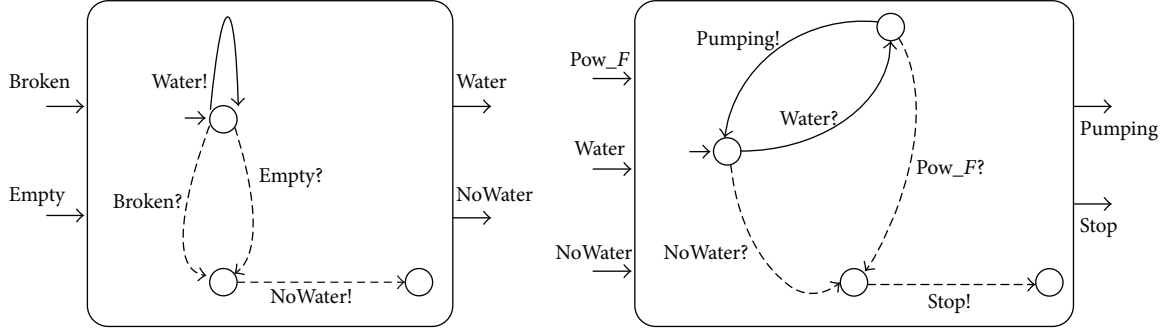 Broken
Empty
Water!
Broken?
Empty?
NoWater!
Water
NoWater
Pow_F
Water
NoWater
Pumping!
Water?
Pow_F?
NoWater?
Stop!
Pumping
Stop